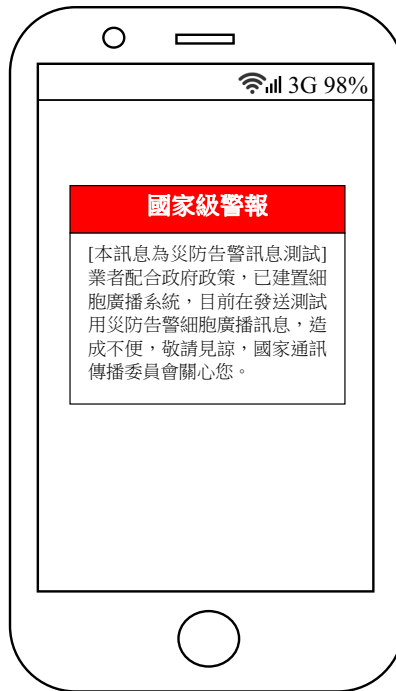 3G 98%
國家級警報
[本訊息為災防告警訊息測試]
業者配合政府政策，已建置細
胞廣播系統，目前在發送測試
用災防告警細胞廣播訊息，造
成不便，敬請見諒，國家通訊
傳播委員會關心您。